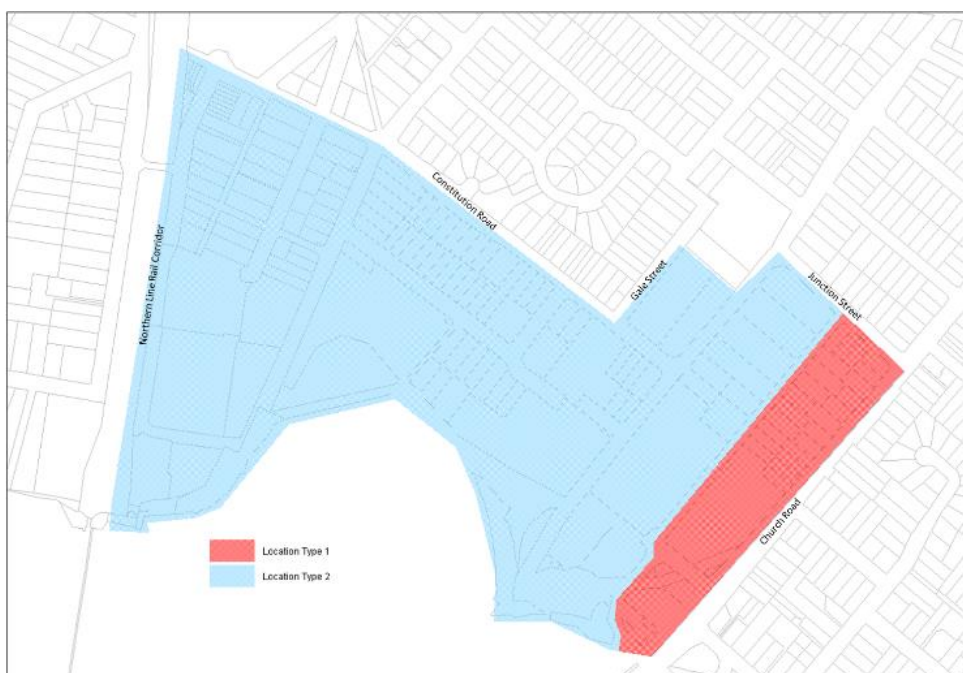 Constitution Road
Gale Street
Junction Street
Northern Line Rail Corridor
Church Road
Location Type 1
Location Type 2